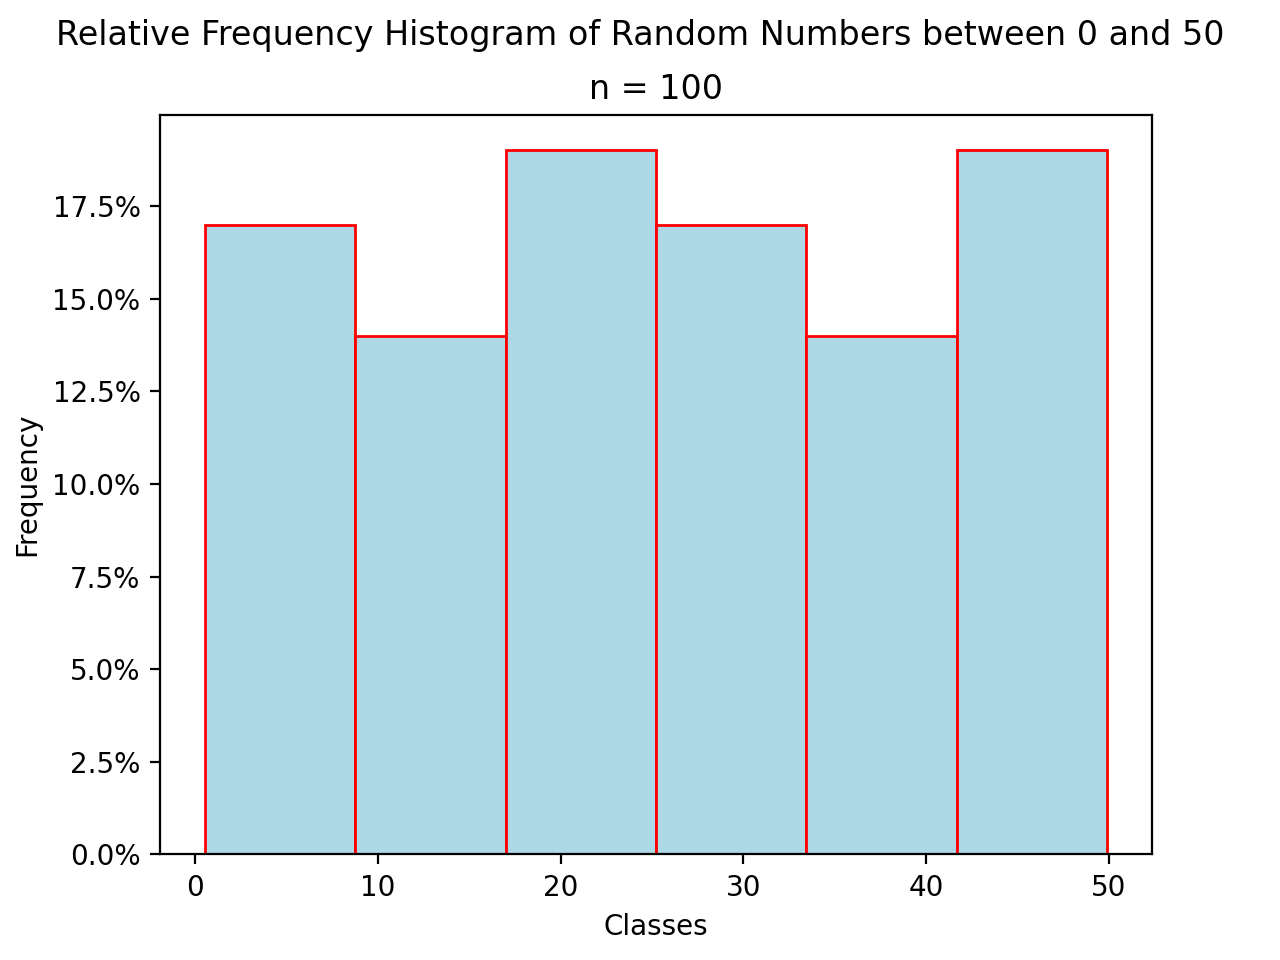 Relative Frequency Histogram of Random Numbers between 0 and 50
n = 100
17.5%
15.0%
12.5%
10.0%
7.5%
5.0%
2.5%
0.0%
Frequency
0 10 20 30 40 50
Classes